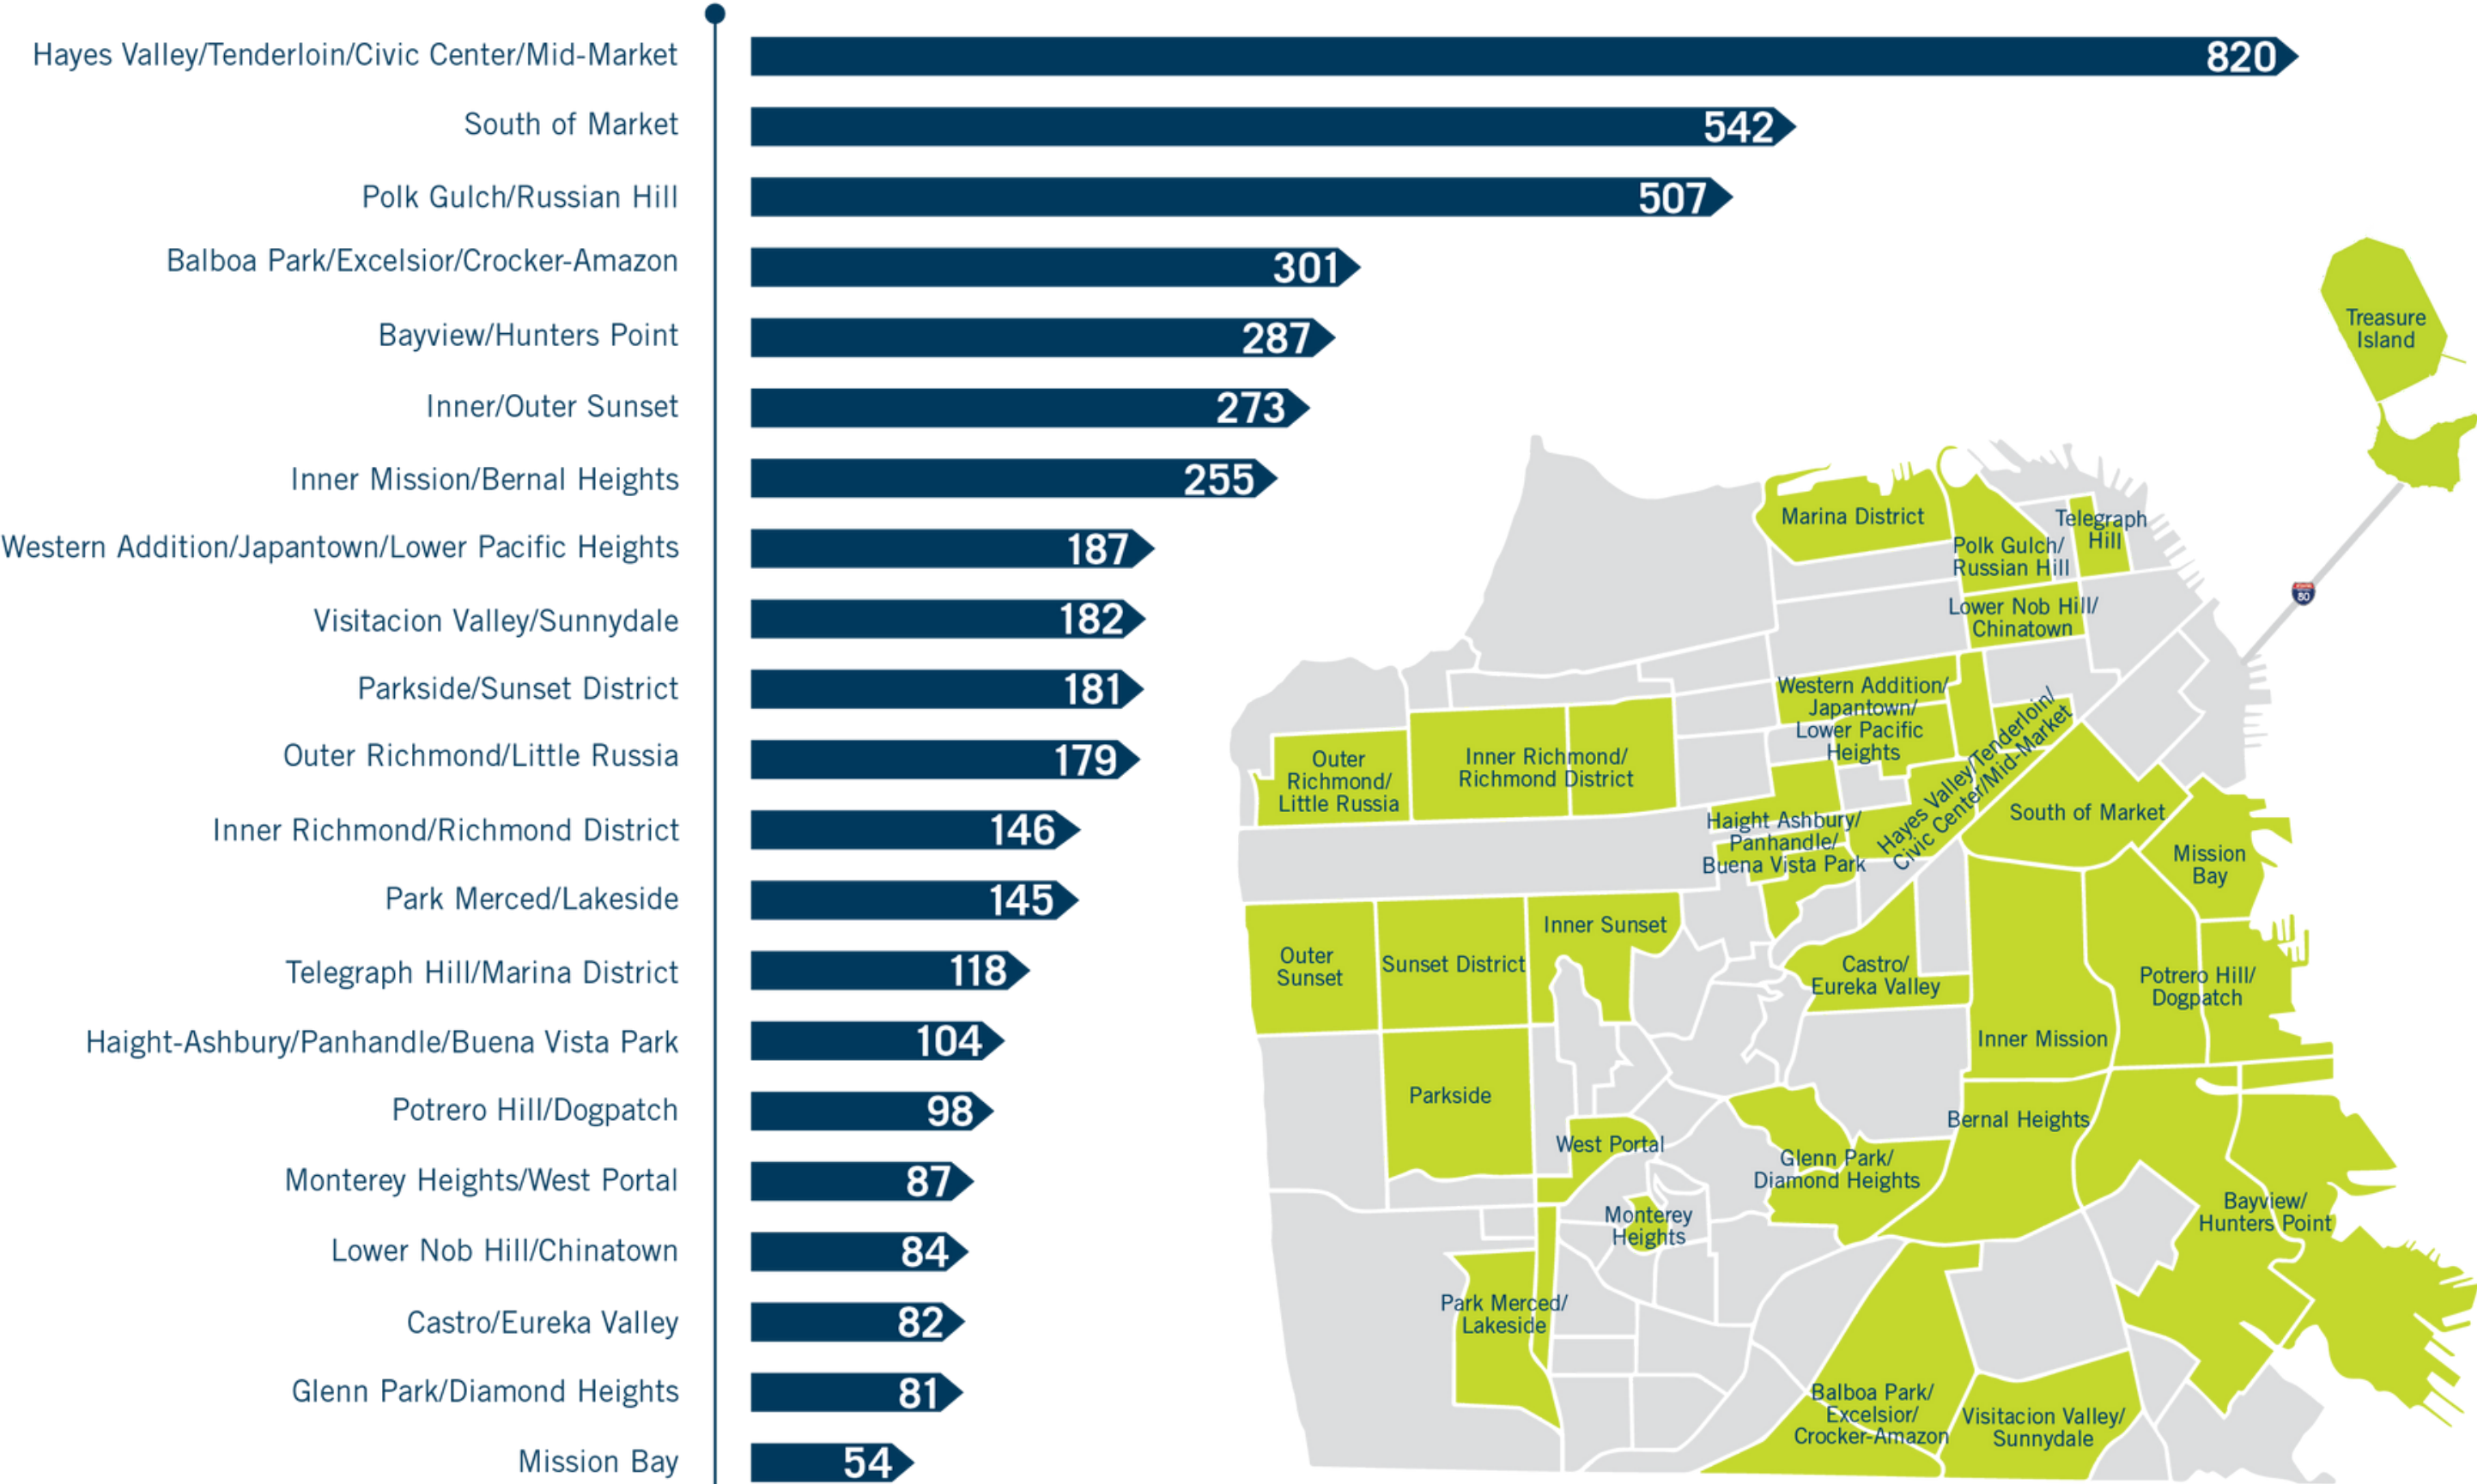 Hayes Valley/Tenderloin/Civic Center/Mid-Market 820
South of Market 542
Polk Gulch/Russian Hill 507
Balboa Park/Excelsior/Crocker-Amazon 301
Bayview/Hunters Point 287
Inner/Outer Sunset 273
Inner Mission/Bernal Heights 255
Western Addition/Japantown/Lower Pacific Heights 187
Visitacion Valley/Sunnydale 182
Parkside/Sunset District 181
Outer Richmond/Little Russia 179
Inner Richmond/Richmond District 146
Park Merced/Lakeside 145
Telegraph Hill/Marina District 118
Haight-Ashbury/Panhandle/Buena Vista Park 104
Potrero Hill/Dogpatch 98
Monterey Heights/West Portal 87
Lower Nob Hill/Chinatown 84
Castro/Eureka Valley 82
Glenn Park/Diamond Heights 81
Mission Bay 54
Treasure
Island
80
Marina District
Telegraph
Hill
Polk Gulch/
Russian Hill
Lower Nob Hill/
Chinatown
Western Addition/
Japantown/
Lower Pacific
Heights
Hayes Valley/Tenderloin/
Civic Center/Mid-Market
Outer
Richmond/
Little Russia
Inner Richmond/
Richmond District
Haight Ashbury/
Panhandle/
Buena Vista Park
South of Market
Mission
Bay
Outer
Sunset
Sunset District
Inner Sunset
Castro/
Eureka Valley
Potrero Hill/
Dogpatch
Inner Mission
Parkside
Bernal Heights
West Portal
Glenn Park/
Diamond Heights
Monterey
Heights
Bayview/
Hunters Point
Park Merced/
Lakeside
Balboa Park/
Excelsior/
Crocker-Amazon
Visitacion Valley/
Sunnydale